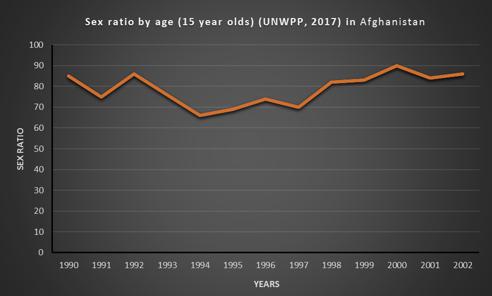 Sex ratio by age (15 year olds) (UNWPP, 2017) in Afghanistan
100
90
80
70
60
50
40
30
20
10
0
SEX RATIO
1990 1991 1992 1993 1994 1995 1996 1997 1998 1999 2000 2001 2002
YEARS